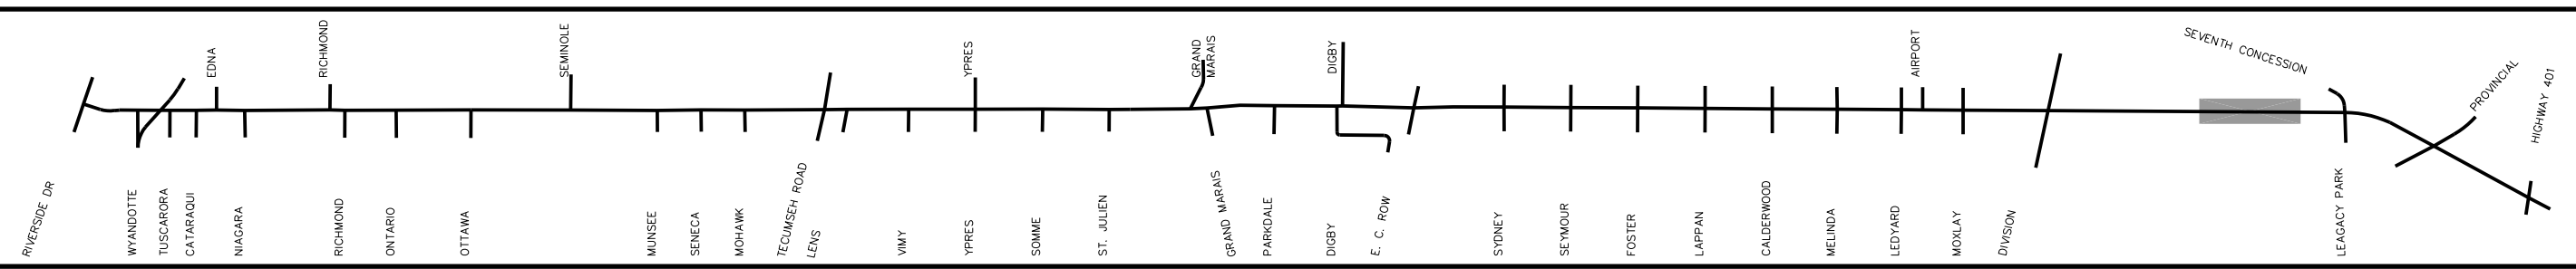 EDNA
RICHMOND
SEMINOLE
YPRES
GRAND
MARAIS
DIGBY
AIRPORT
SEVENTH CONCESSION
PROVINCIAL
HIGHWAY 401
RIVERSIDE DR
WYANDOTTE
TUSCARORA
CATARAQUI
NIAGARA
RICHMOND
ONTARIO
OTTAWA
MUNSEE
SENECA
MOHAWK
TECUMSEH ROAD
LENS
VIMY
YPRES
SOMME
ST. JULIEN
GRAND MARAIS
PARKDALE
DIGBY
E. C. ROW
SYDNEY
SEYMOUR
FOSTER
LAPPAN
CALDERWOOD
MELINDA
LEDYARD
MOXLAY
DIVISION
LEAGACY PARK